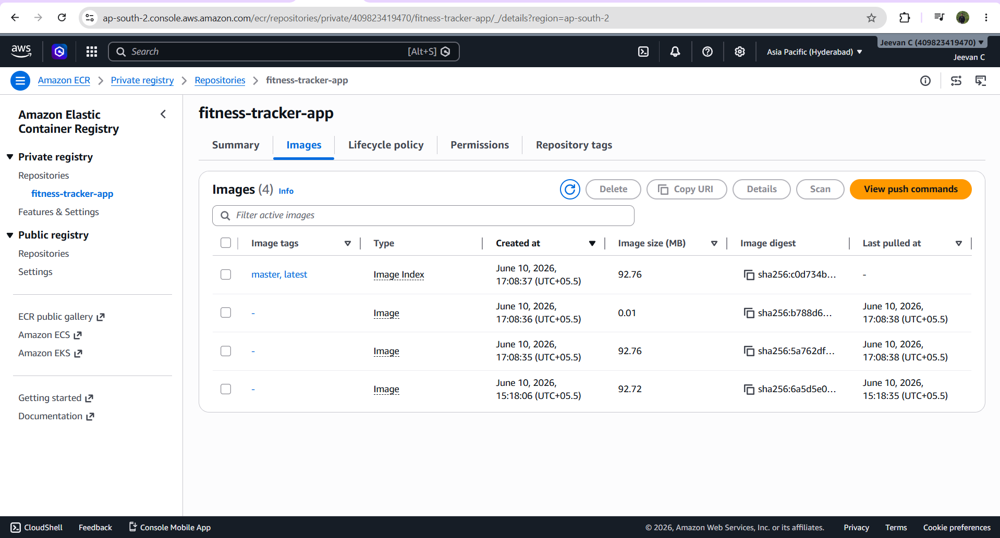 ap-south-2.console.aws.amazon.com/ecr/repositories/private/409823419470/fitness-tracker-app/_/details?region=ap-south-2
aws
Search
[Alt+S]
Asia Pacific (Hyderabad)
Jeevan C (409823419470)
Jeevan C
Amazon ECR
Private registry
Repositories
fitness-tracker-app
Amazon Elastic
Container Registry
Private registry
Repositories
fitness-tracker-app
Features & Settings
Public registry
Repositories
Settings
ECR public gallery
Amazon ECS
Amazon EKS
Getting started
Documentation
fitness-tracker-app
Summary
Images
Lifecycle policy
Permissions
Repository tags
Images (4) Info
Delete
Copy URI
Details
Scan
View push commands
Filter active images
Image tags
Type
Created at
Image size (MB)
Image digest
Last pulled at
master, latest
Image Index
June 10, 2026,
17:08:37 (UTC+05.5)
92.76
sha256:c0d734b...
-
-
Image
June 10, 2026,
17:08:36 (UTC+05.5)
0.01
sha256:b788d6...
June 10, 2026,
17:08:38 (UTC+05.5)
-
Image
June 10, 2026,
17:08:35 (UTC+05.5)
92.76
sha256:5a762df...
June 10, 2026,
17:08:38 (UTC+05.5)
-
Image
June 10, 2026,
15:18:06 (UTC+05.5)
92.72
sha256:6a5d5e0...
June 10, 2026,
15:18:35 (UTC+05.5)
CloudShell
Feedback
Console Mobile App
© 2026, Amazon Web Services, Inc. or its affiliates.
Privacy
Terms
Cookie preferences